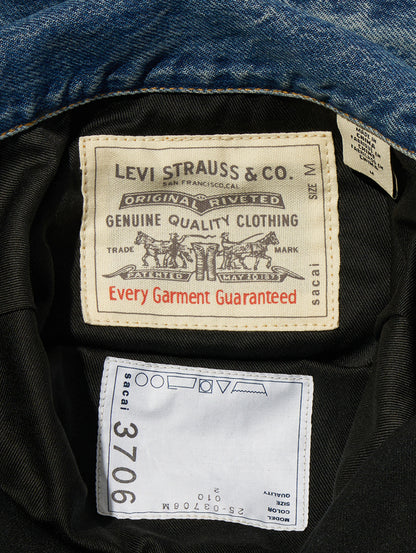 LEVI STRAUSS & CO.
SAN FRANCISCO, CAL.
ORIGINAL RIVETED
GENUINE QUALITY CLOTHING
TRADE MARK
PATENTED MAY 20 1873
Every Garment Guaranteed
SIZE M
sacai
sacai
3706
MODEL 25-03706M
COLOR 010
SIZE 2
QUALITY